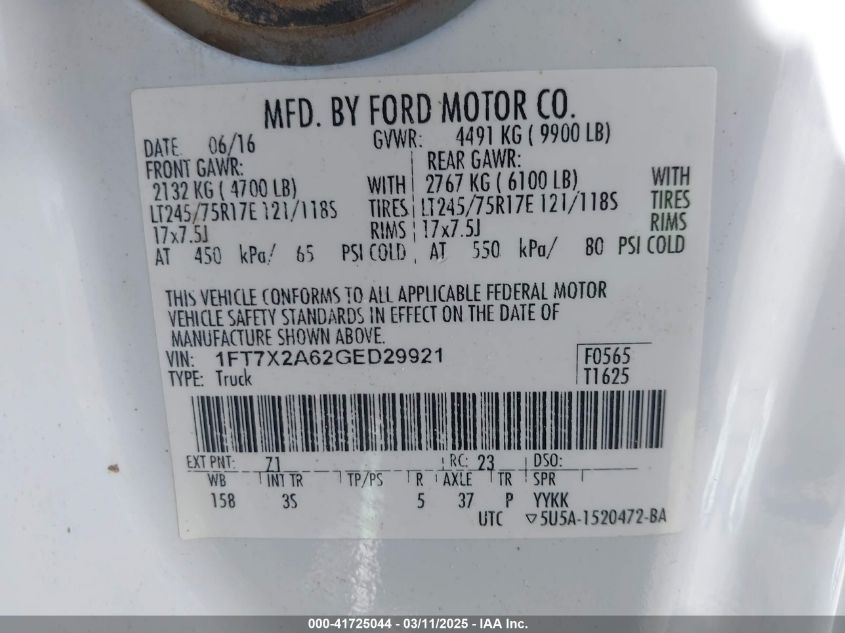 MFD. BY FORD MOTOR CO.
DATE: 06/16 GVWR: 4491 KG ( 9900 LB)
FRONT GAWR: REAR GAWR:
2132 KG ( 4700 LB) WITH 2767 KG ( 6100 LB) WITH
LT245/75R17E 121/118S TIRES LT245/75R17E 121/118S TIRES
17x7.5J RIMS 17x7.5J RIMS
AT 450 kPa/ 65 PSI COLD AT 550 kPa/ 80 PSI COLD
THIS VEHICLE CONFORMS TO ALL APPLICABLE FEDERAL MOTOR
VEHICLE SAFETY STANDARDS IN EFFECT ON THE DATE OF
MANUFACTURE SHOWN ABOVE.
VIN: 1FT7X2A62GED29921 F0565
TYPE: Truck T1625
EXT PNT: Z1 RC: 23 DSO:
WB INT TR TP/PS R AXLE TR SPR
158 3S 5 37 P YYKK
UTC ▽5U5A-1520472-BA
000-41725044 - 03/11/2025 - IAA Inc.